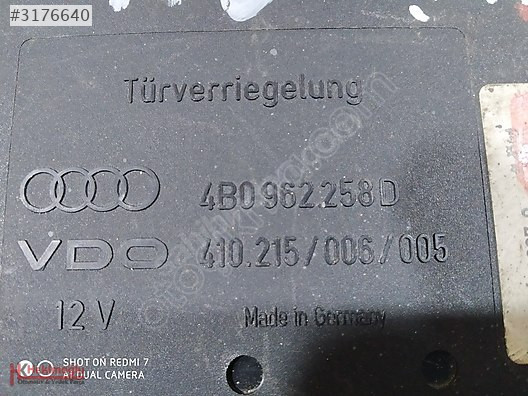 #3176640
Türverriegelung
4B0 962 258 D
VDO 410.215/006/005
12 V Made in Germany
SHOT ON REDMI 7
AI DUAL CAMERA